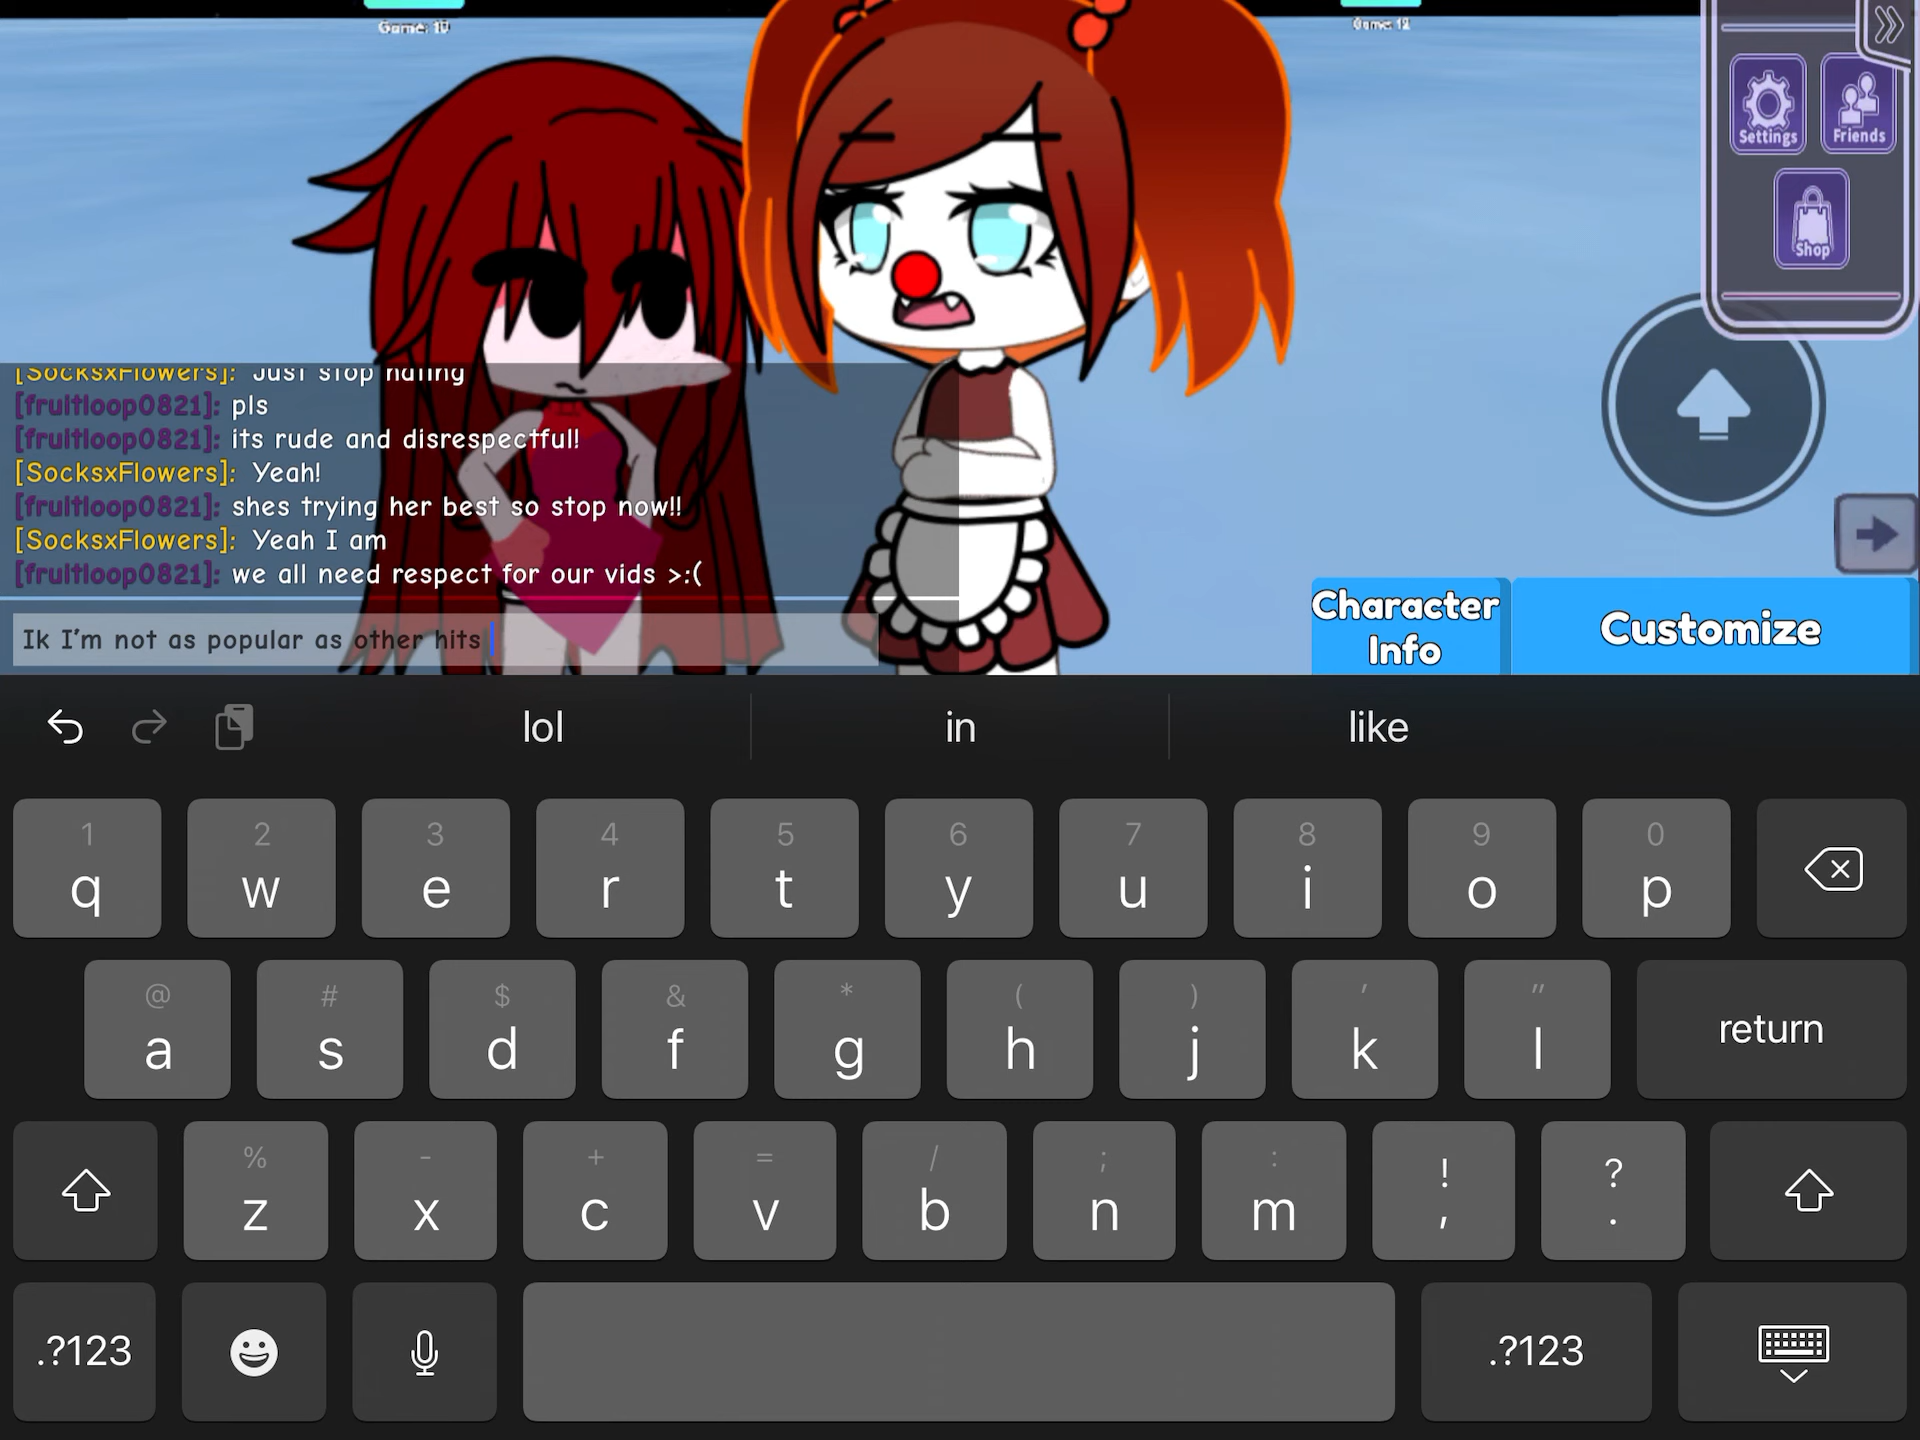 Game: 10
Game: 12
Settings
Friends
Shop
[SocksxFlowers]: Just stop hating
[fruitloop0821]: pls
[fruitloop0821]: its rude and disrespectful!
[SocksxFlowers]: Yeah!
[fruitloop0821]: shes trying her best so stop now!!
[SocksxFlowers]: Yeah I am
[fruitloop0821]: we all need respect for our vids >:(
Ik I'm not as popular as other hits
Character
Info
Customize
lol in like
1 2 3 4 5 6 7 8 9 0
q w e r t y u i o p
@ # $ & * ( ) ' "
a s d f g h j k l return
% - + = / ; : ! ?
z x c v b n m , .
.?123 .?123